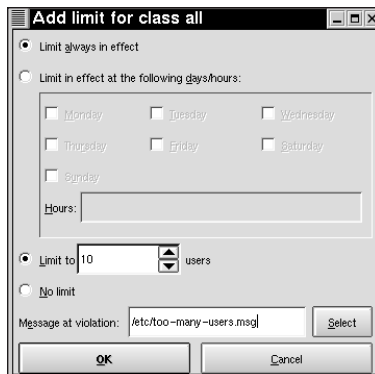 Add limit for class all
Limit always in effect
Limit in effect at the following days/hours:
Monday Tuesday Wednesday
Thursday Friday Saturday
Sunday
Hours:
Limit to 10 users
No limit
Message at violation: /etc/too-many-users.msg Select
OK Cancel